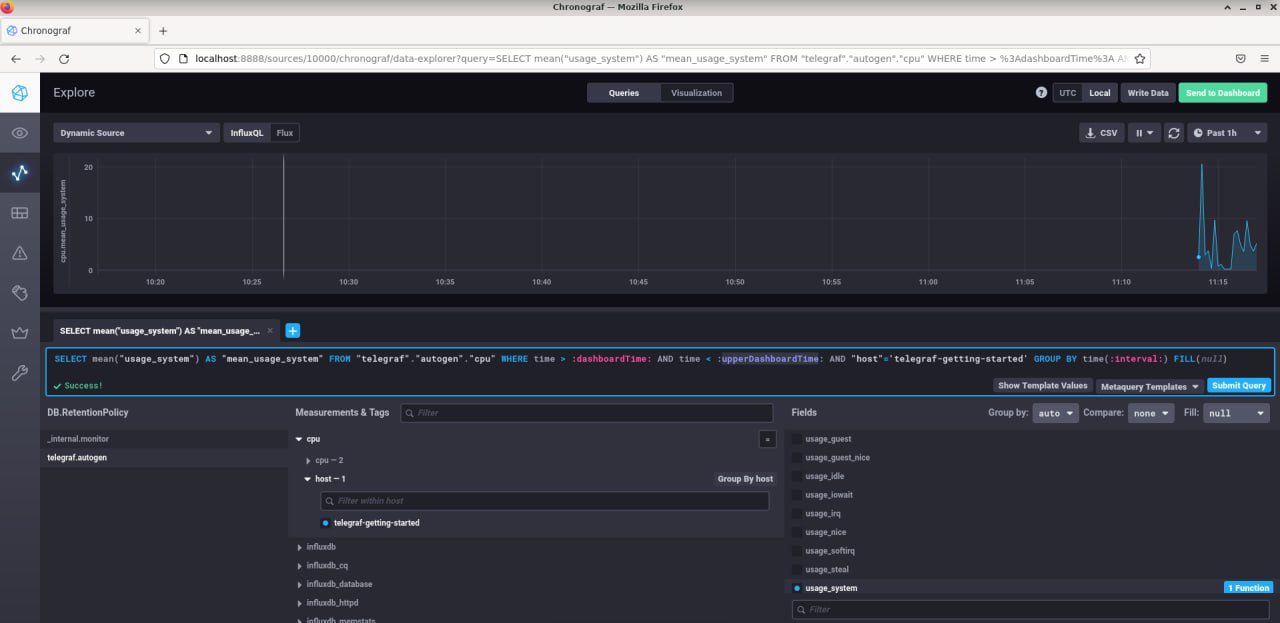 Chronograf — Mozilla Firefox
Chronograf
localhost:8888/sources/10000/chronograf/data-explorer?query=SELECT mean("usage_system") AS "mean_usage_system" FROM "telegraf"."autogen"."cpu" WHERE time > %3AdashboardTime%3A AN
Explore
Queries Visualization
? UTC Local Write Data Send to Dashboard
Dynamic Source InfluxQL Flux
CSV Past 1h
cpu.mean_usage_system
20
10
0
10:20 10:25 10:30 10:35 10:40 10:45 10:50 10:55 11:00 11:05 11:10 11:15
SELECT mean("usage_system") AS "mean_usage_... × +
SELECT mean("usage_system") AS "mean_usage_system" FROM "telegraf"."autogen"."cpu" WHERE time > :dashboardTime: AND time < :upperDashboardTime: AND "host"='telegraf-getting-started' GROUP BY time(:interval:) FILL(null)
Success!
Show Template Values Metaquery Templates Submit Query
DB.RetentionPolicy
_internal.monitor
telegraf.autogen
Measurements & Tags Filter
cpu =
cpu — 2
host — 1 Group By host
Filter within host
telegraf-getting-started
influxdb
influxdb_cq
influxdb_database
influxdb_httpd
influxdb_memstats
Fields Group by: auto Compare: none Fill: null
usage_guest
usage_guest_nice
usage_idle
usage_iowait
usage_irq
usage_nice
usage_softirq
usage_steal
usage_system 1 Function
Filter